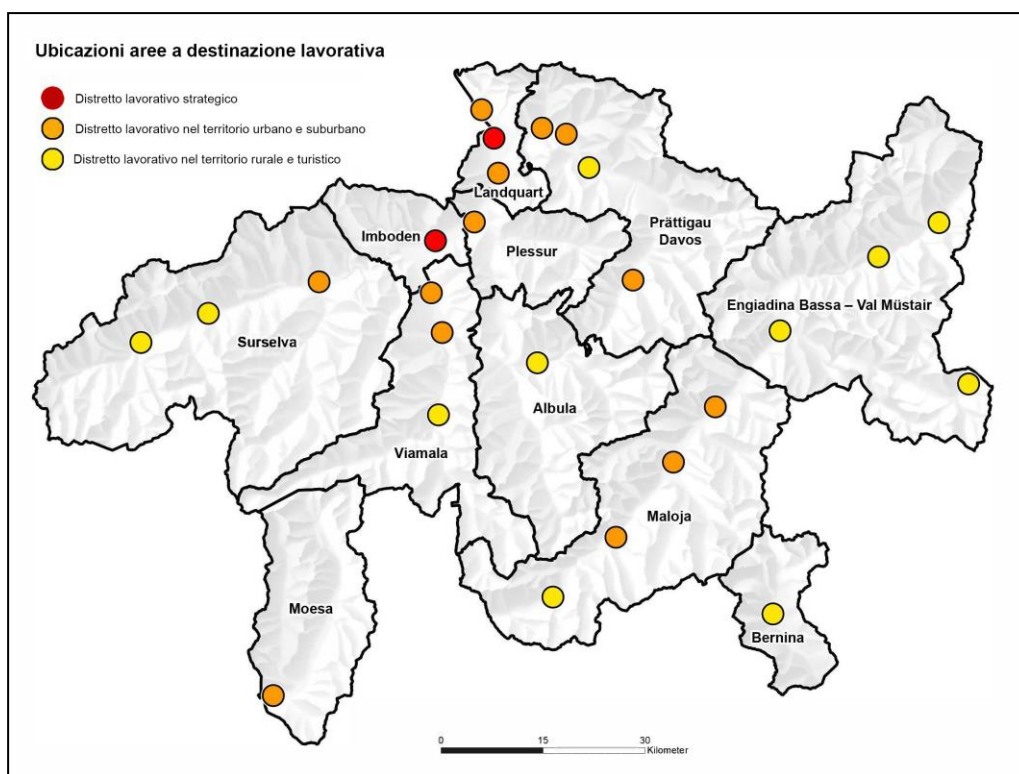 Ubicazioni aree a destinazione lavorativa
Distretto lavorativo strategico
Distretto lavorativo nel territorio urbano e suburbano
Distretto lavorativo nel territorio rurale e turistico
Landquart
Imboden
Plessur
Prättigau
Davos
Engiadina Bassa – Val Müstair
Surselva
Albula
Viamala
Maloja
Moesa
Bernina
0 15 30
Kilometer